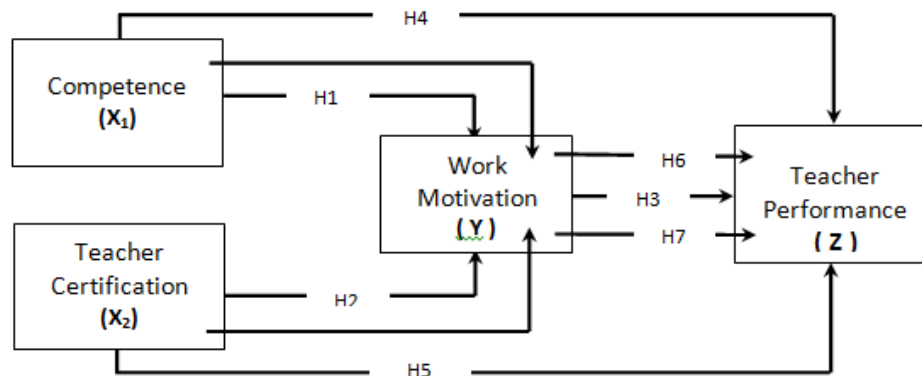 H4
Competence
(X₁)
H1
Work
Motivation
( Y )
H6
H3
H7
Teacher
Performance
( Z )
Teacher
Certification
(X₂)
H2
H5